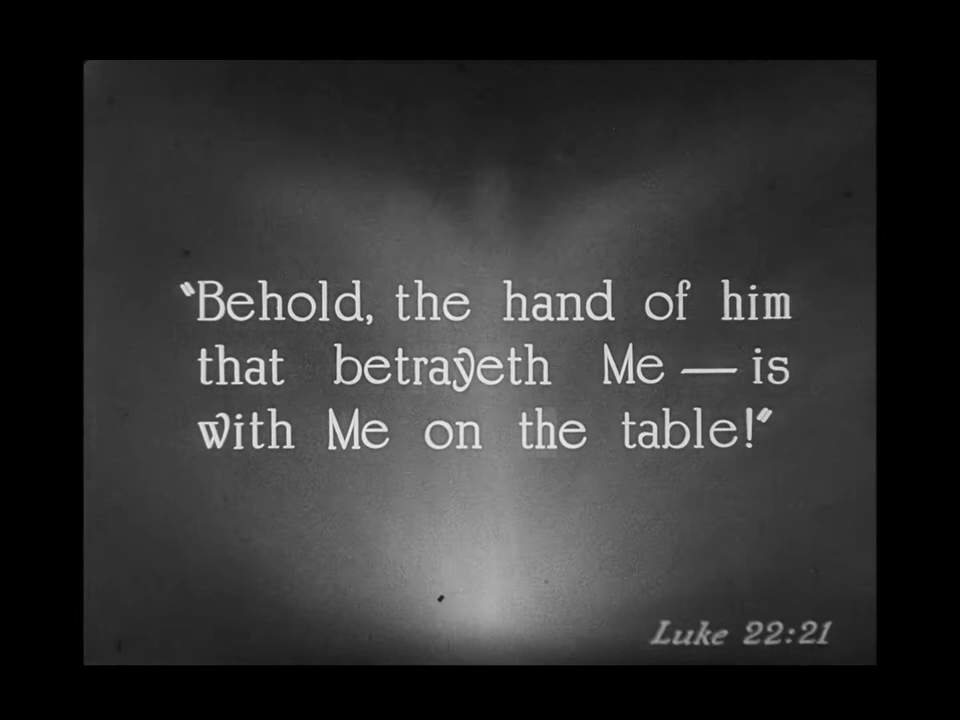 "Behold, the hand of him
that betrayeth Me — is
with Me on the table!"
Luke 22:21